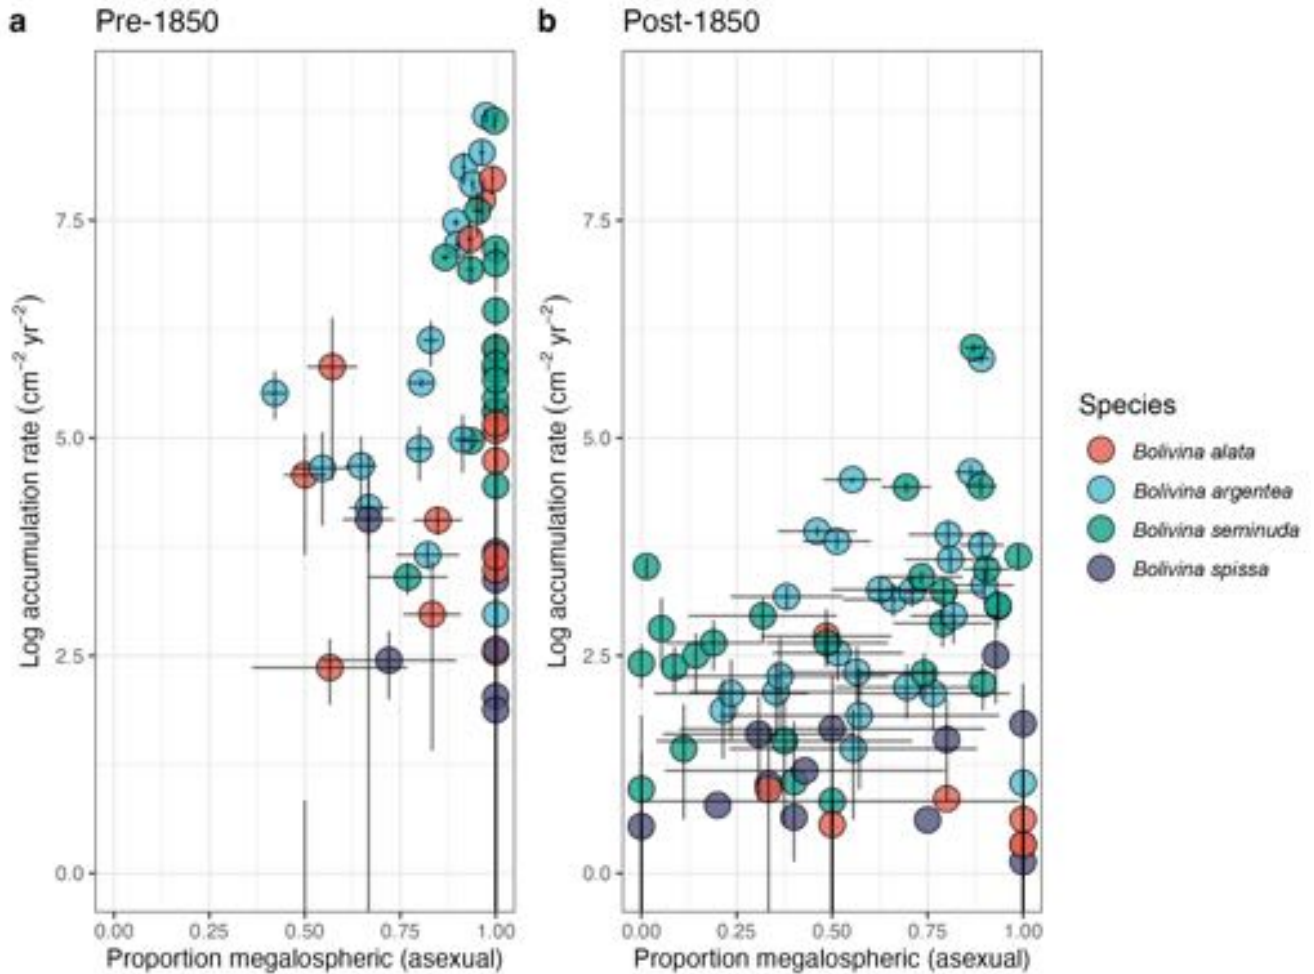 a Pre-1850
b Post-1850
Log accumulation rate (cm⁻² yr⁻²)
7.5
5.0
2.5
0.0
0.00 0.25 0.50 0.75 1.00
Proportion megalospheric (asexual)
Log accumulation rate (cm⁻² yr⁻²)
7.5
5.0
2.5
0.0
0.00 0.25 0.50 0.75 1.00
Proportion megalospheric (asexual)
Species
Bolivina alata
Bolivina argentea
Bolivina seminuda
Bolivina spissa